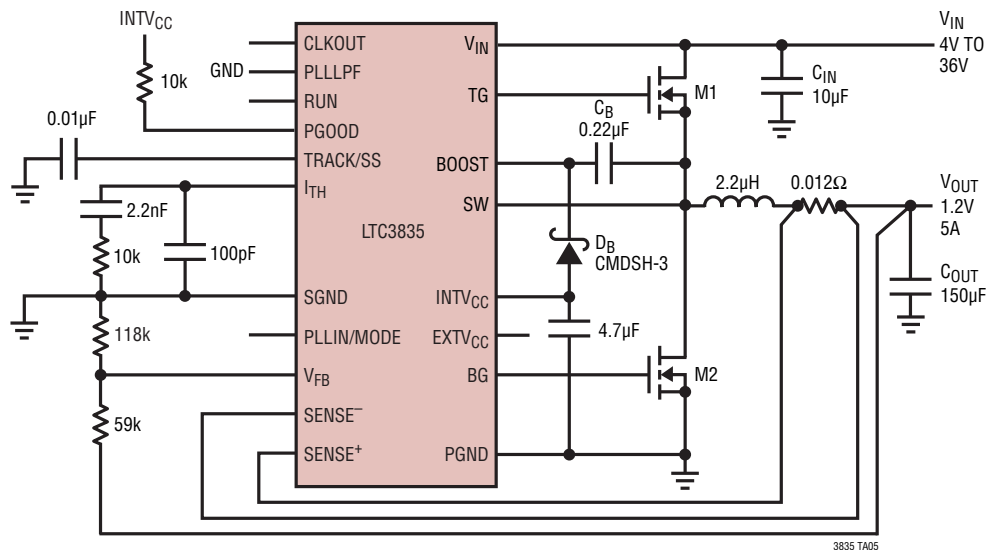 INTVCC
10k
0.01µF
GND
2.2nF
10k
100pF
118k
59k
CLKOUT
PLLLPF
RUN
PGOOD
TRACK/SS
ITH
LTC3835
SGND
PLLIN/MODE
VFB
SENSE–
SENSE+
VIN
TG
BOOST
SW
INTVCC
EXTVCC
BG
PGND
M1
CB
0.22µF
DB
CMDSH-3
4.7µF
M2
2.2µH
0.012Ω
CIN
10µF
VIN
4V TO
36V
VOUT
1.2V
5A
COUT
150µF
3835 TA05